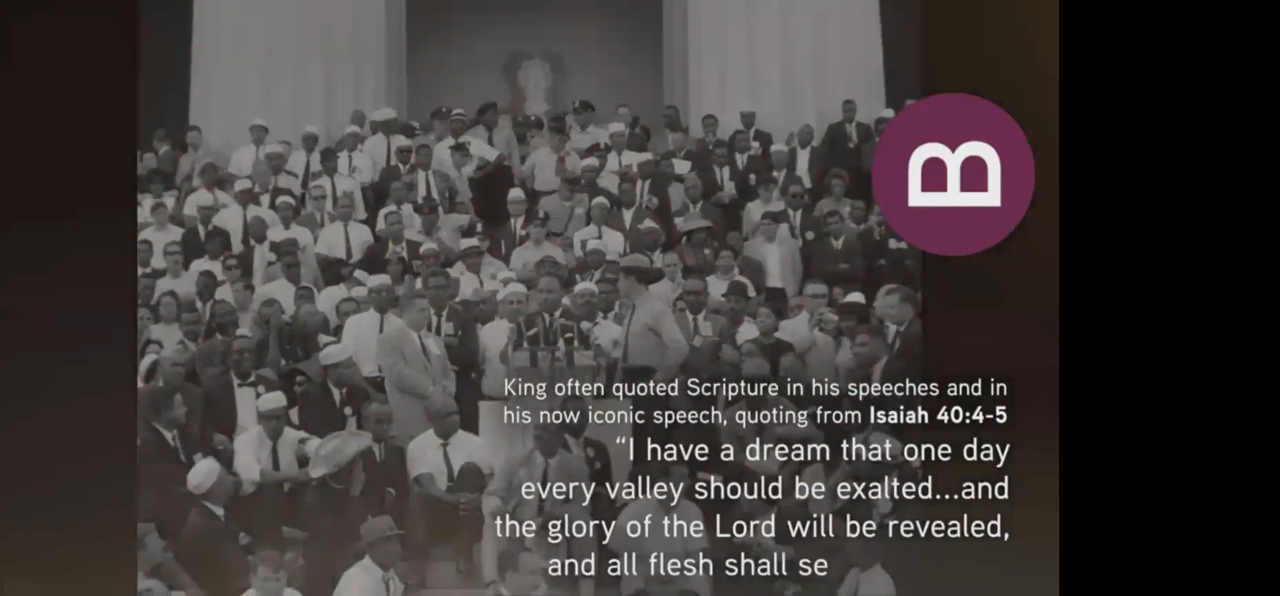 B
King often quoted Scripture in his speeches and in
his now iconic speech, quoting from Isaiah 40:4-5
“I have a dream that one day
every valley should be exalted...and
the glory of the Lord will be revealed,
and all flesh shall se